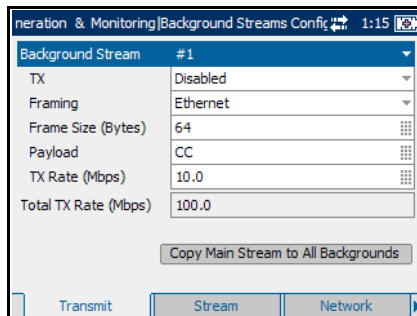 neration & Monitoring|Background Streams Config 1:15
Background Stream #1
TX Disabled
Framing Ethernet
Frame Size (Bytes) 64
Payload CC
TX Rate (Mbps) 10.0
Total TX Rate (Mbps) 100.0
Copy Main Stream to All Backgrounds
Transmit Stream Network